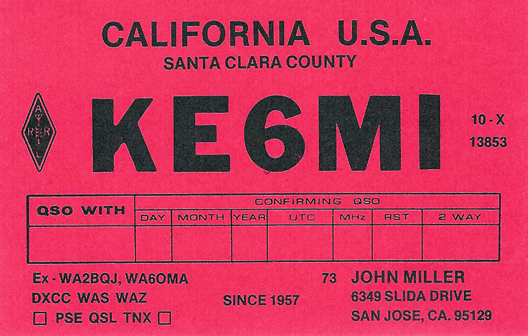 CALIFORNIA U.S.A.
SANTA CLARA COUNTY
KE6MI
ARRL
10 - X
13853
QSO WITH
CONFIRMING QSO
DAY MONTH YEAR UTC MHz RST 2 WAY
Ex - WA2BQJ, WA6OMA
DXCC WAS WAZ
PSE QSL TNX
SINCE 1957
73 JOHN MILLER
6349 SLIDA DRIVE
SAN JOSE, CA. 95129